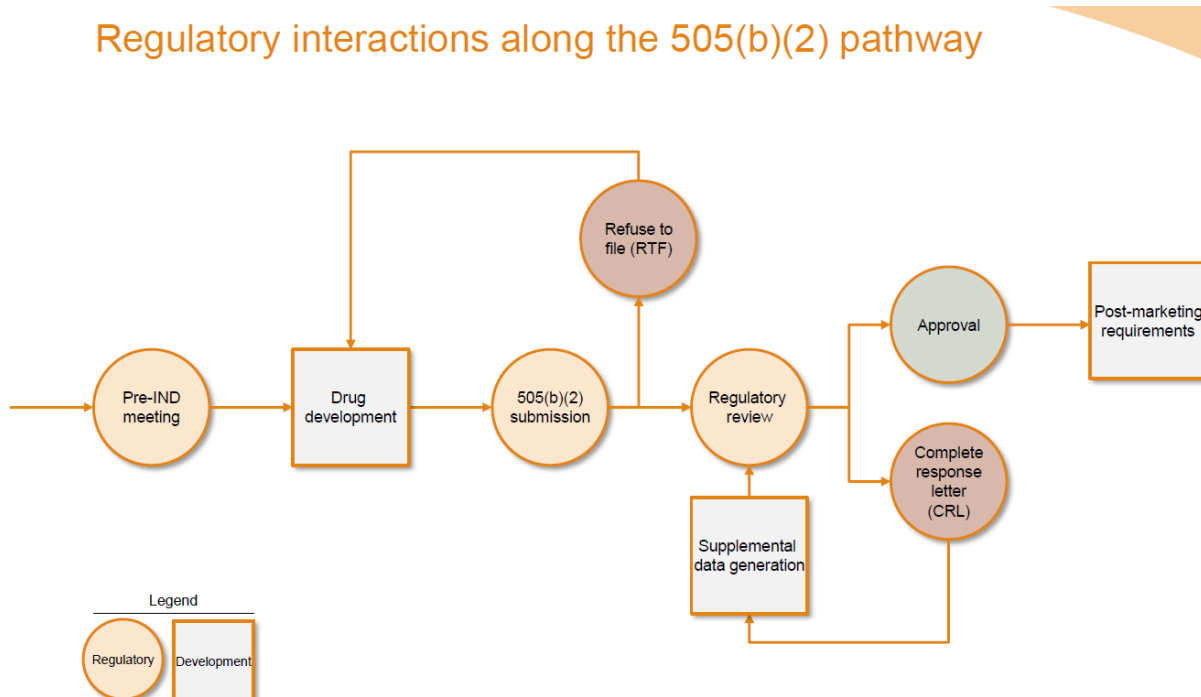 Regulatory interactions along the 505(b)(2) pathway
Refuse to
file (RTF)
Approval
Post-marketing
requirements
Pre-IND
meeting
Drug
development
505(b)(2)
submission
Regulatory
review
Complete
response
letter
(CRL)
Supplemental
data generation
Legend
Regulatory
Development